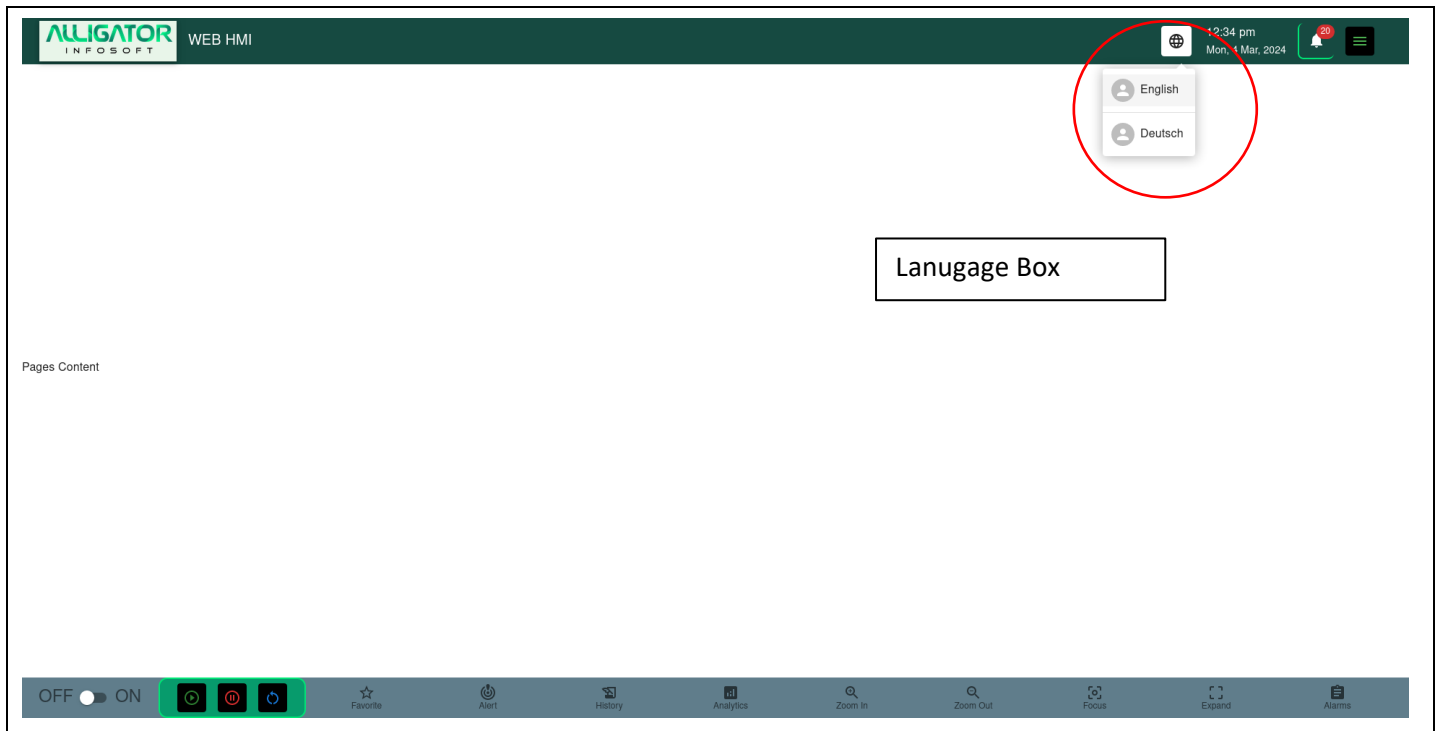 ALLIGATOR
INFOSOFT
WEB HMI
12:34 pm
Mon, 4 Mar, 2024
20
English
Deutsch
Lanugage Box
Pages Content
OFF ON
Favorite
Alert
History
Analytics
Zoom In
Zoom Out
Focus
Expand
Alarms